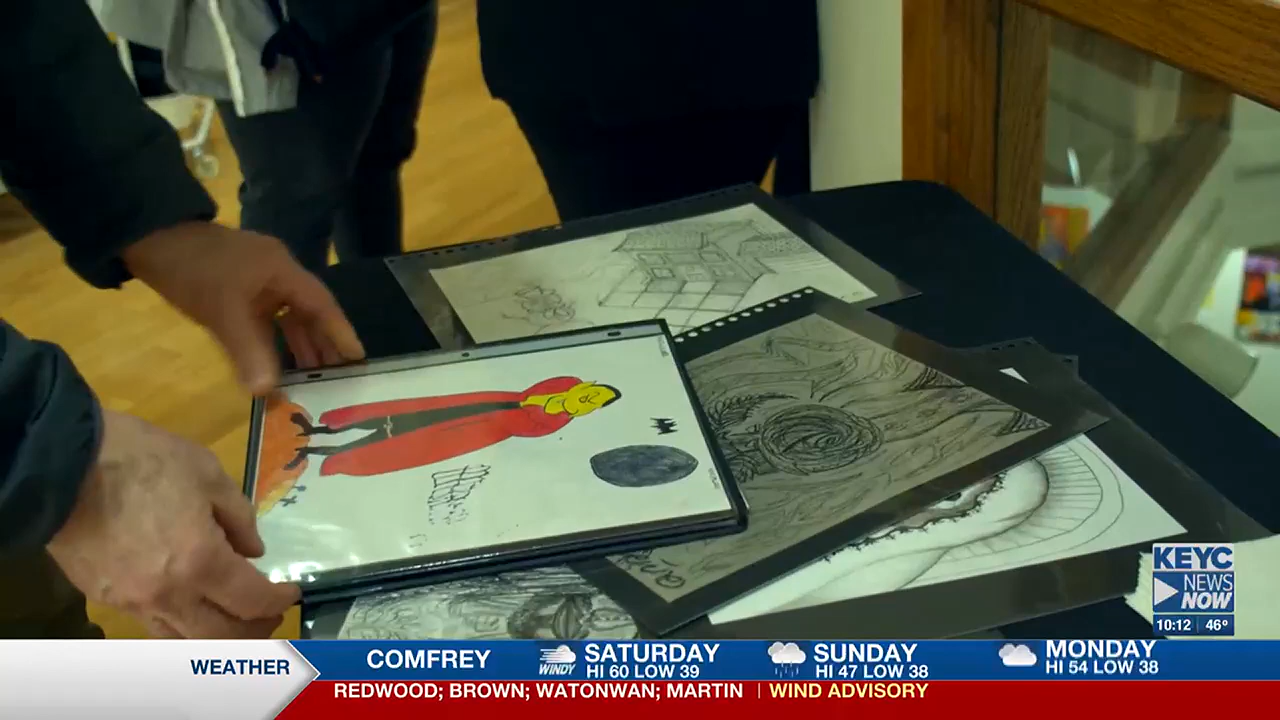 KEYC
NEWS
NOW
10:12 46°
WEATHER
COMFREY
WINDY
SATURDAY
HI 60 LOW 39
SUNDAY
HI 47 LOW 38
MONDAY
HI 54 LOW 38
REDWOOD; BROWN; WATONWAN; MARTIN | WIND ADVISORY